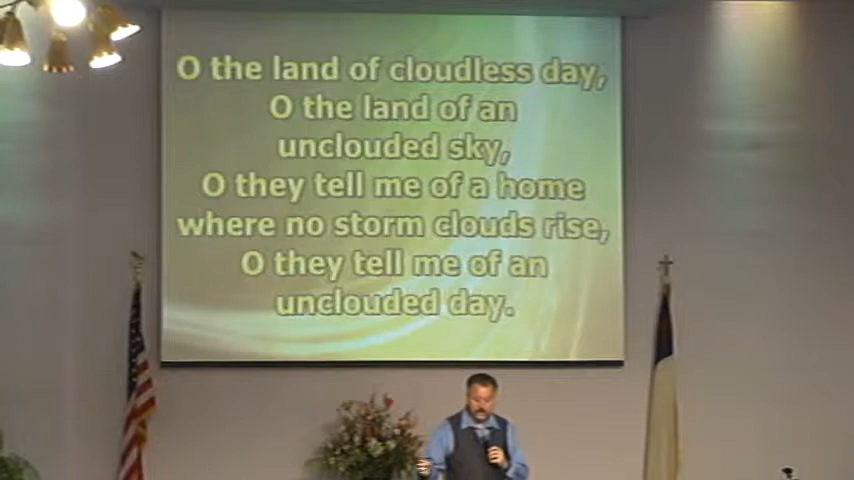 O the land of cloudless day,
O the land of an
unclouded sky,
O they tell me of a home
where no storm clouds rise,
O they tell me of an
unclouded day.